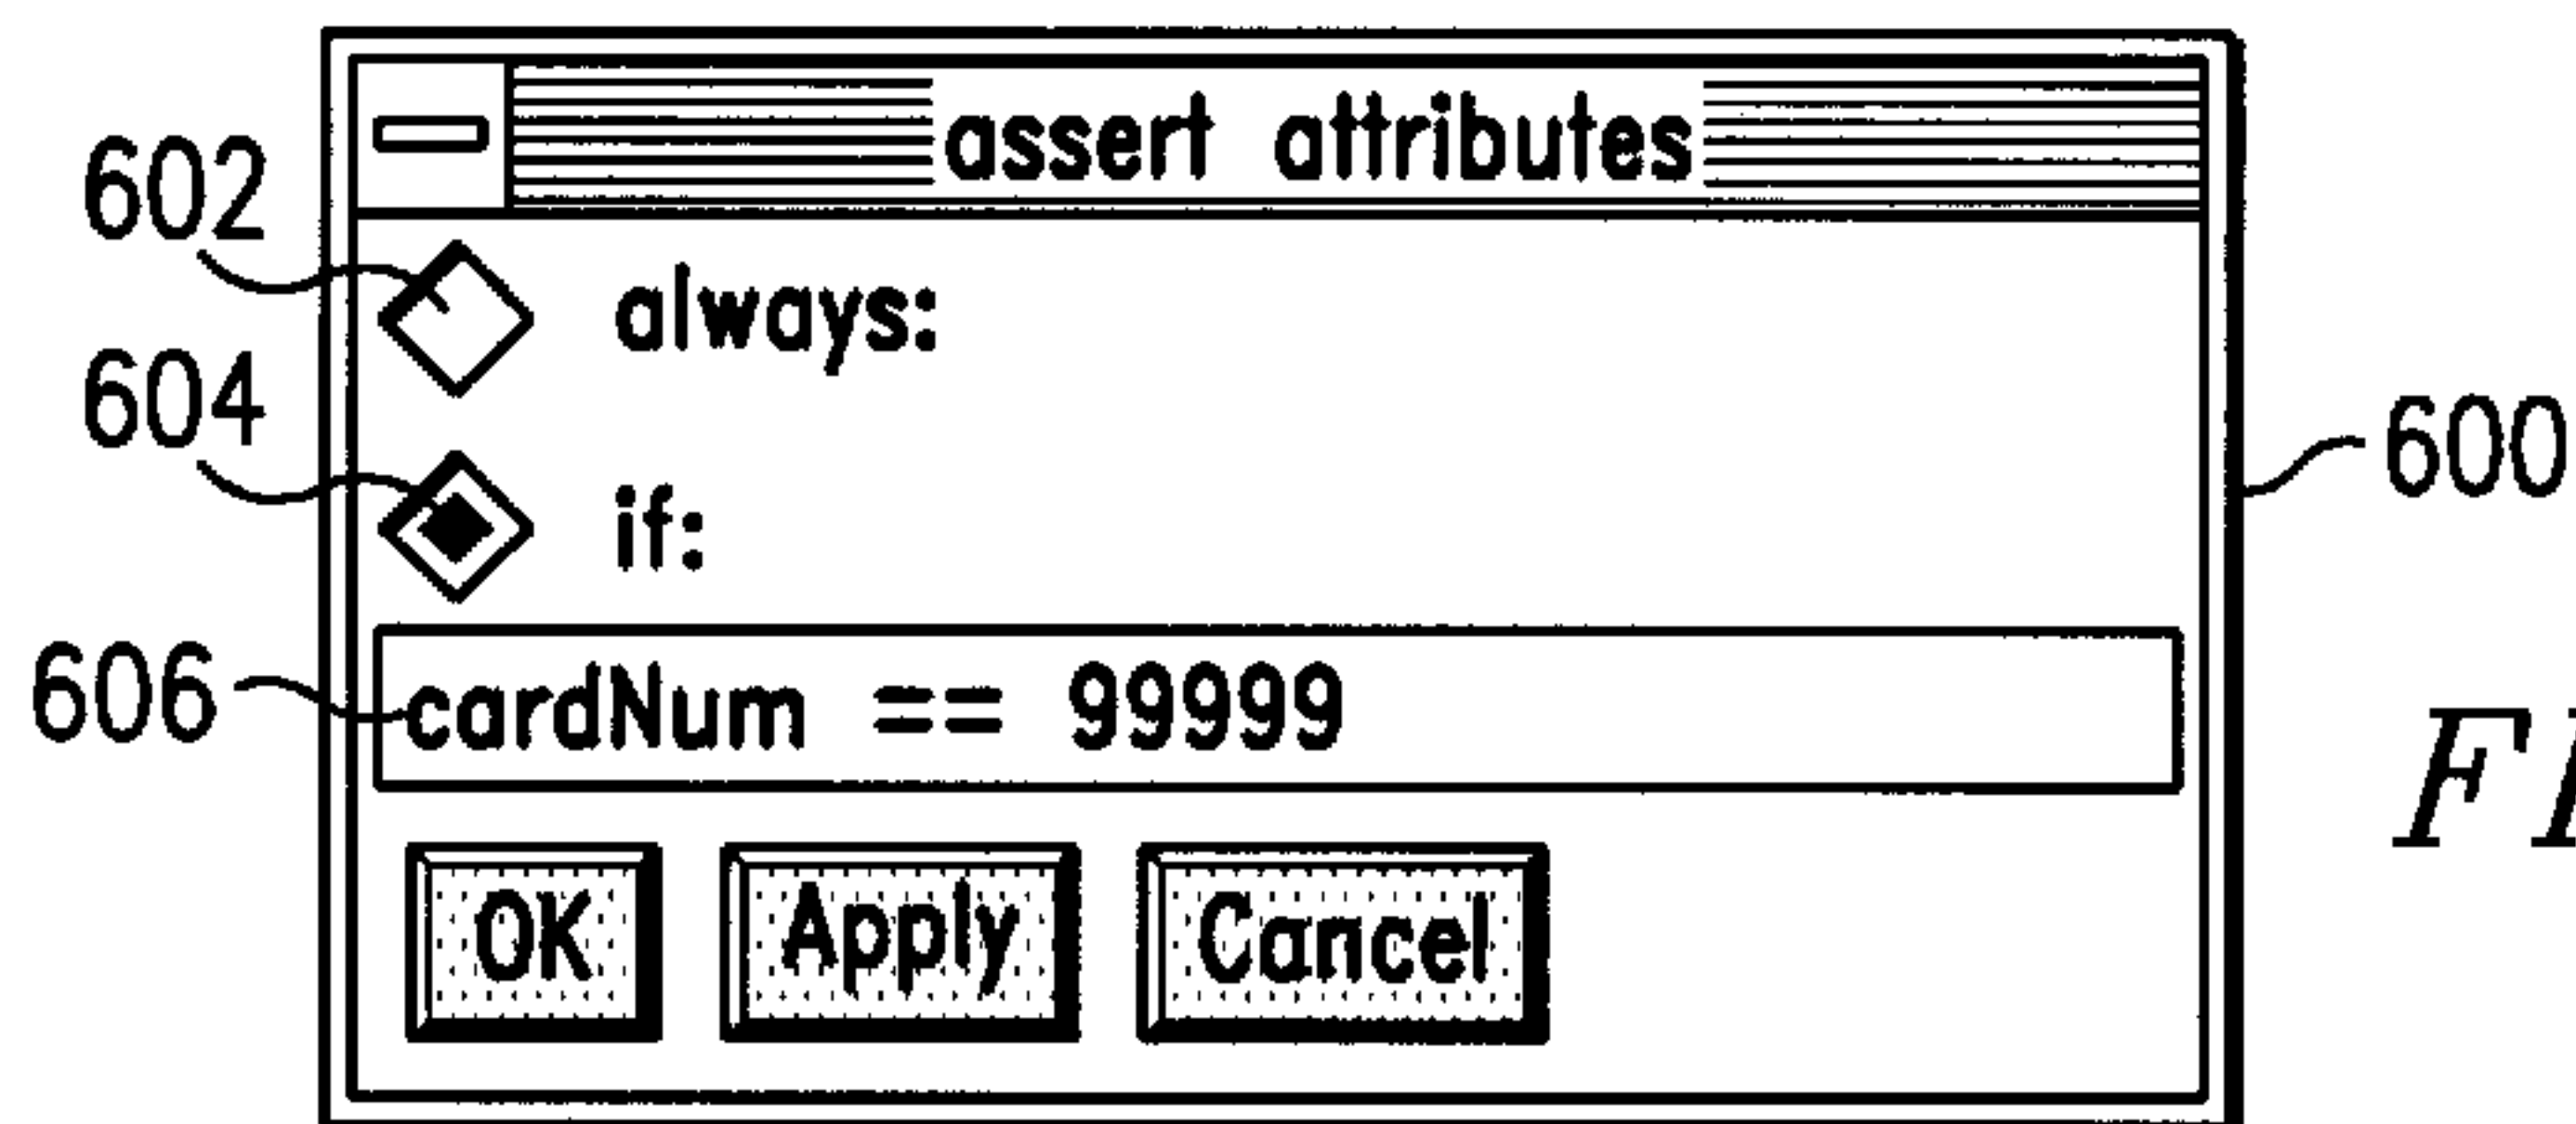 assert attributes
602
always:
604
if:
600
606
cardNum == 99999
OK Apply Cancel